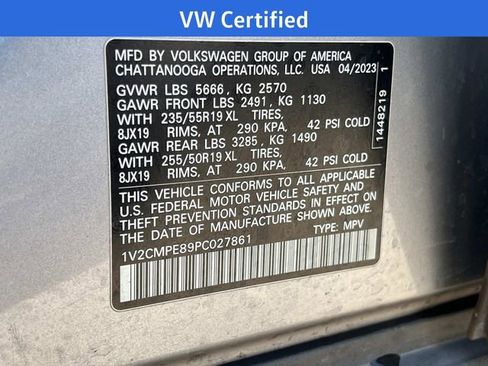 VW Certified
MFD BY VOLKSWAGEN GROUP OF AMERICA
CHATTANOOGA OPERATIONS, LLC. USA 04/2023
GVWR LBS 5666, KG 2570
GAWR FRONT LBS 2491, KG 1130
WITH 235/55R19 XL TIRES,
8JX19 RIMS, AT 290 KPA, 42 PSI COLD
GAWR REAR LBS 3285, KG 1490
WITH 255/50R19 XL TIRES,
8JX19 RIMS, AT 290 KPA, 42 PSI COLD
THIS VEHICLE CONFORMS TO ALL APPLICABLE
U.S. FEDERAL MOTOR VEHICLE SAFETY AND
THEFT PREVENTION STANDARDS IN EFFECT ON
THE DATE OF MANUFACTURE SHOWN ABOVE.
1V2CMPE89PC027861 TYPE: MPV
1448219 1